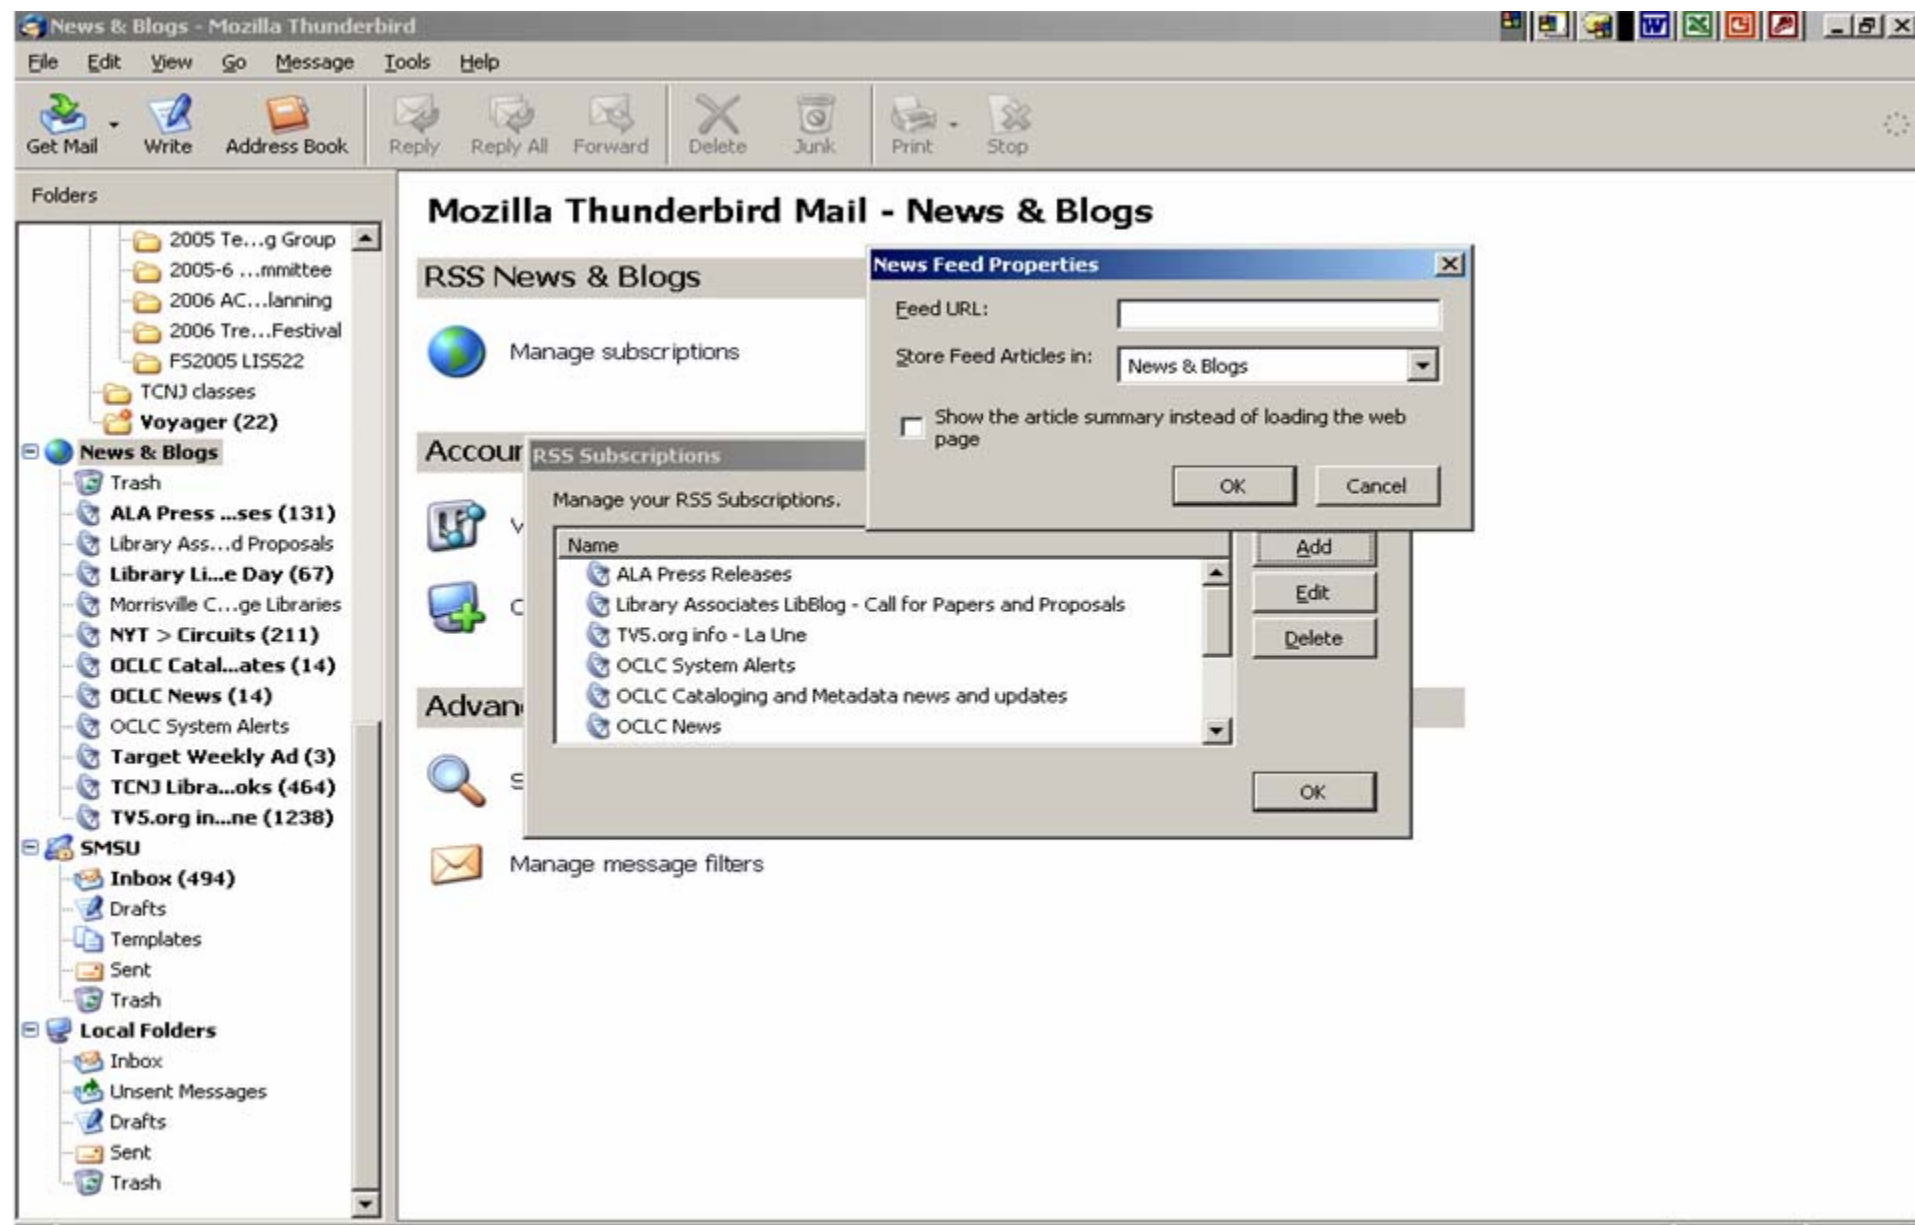 News & Blogs - Mozilla Thunderbird
File Edit View Go Message Tools Help
Get Mail Write Address Book Reply Reply All Forward Delete Junk Print Stop
Folders
2005 Te...g Group
2005-6 ...mmittee
2006 AC...lanning
2006 Tre...Festival
FS2005 LIS522
TCNJ classes
Voyager (22)
News & Blogs
Trash
ALA Press ...ses (131)
Library Ass...d Proposals
Library Li...e Day (67)
Morrisville C...ge Libraries
NYT > Circuits (211)
OCLC Catal...ates (14)
OCLC News (14)
OCLC System Alerts
Target Weekly Ad (3)
TCNJ Libra...oks (464)
TV5.org in...ne (1238)
SMSU
Inbox (494)
Drafts
Templates
Sent
Trash
Local Folders
Inbox
Unsent Messages
Drafts
Sent
Trash
Mozilla Thunderbird Mail - News & Blogs
RSS News & Blogs
Manage subscriptions
Accour
Advan
Manage message filters
News Feed Properties
Feed URL:
Store Feed Articles in: News & Blogs
Show the article summary instead of loading the web
page
OK Cancel
RSS Subscriptions
Manage your RSS Subscriptions.
Name
ALA Press Releases
Library Associates LibBlog - Call for Papers and Proposals
TV5.org info - La Une
OCLC System Alerts
OCLC Cataloging and Metadata news and updates
OCLC News
Add
Edit
Delete
OK